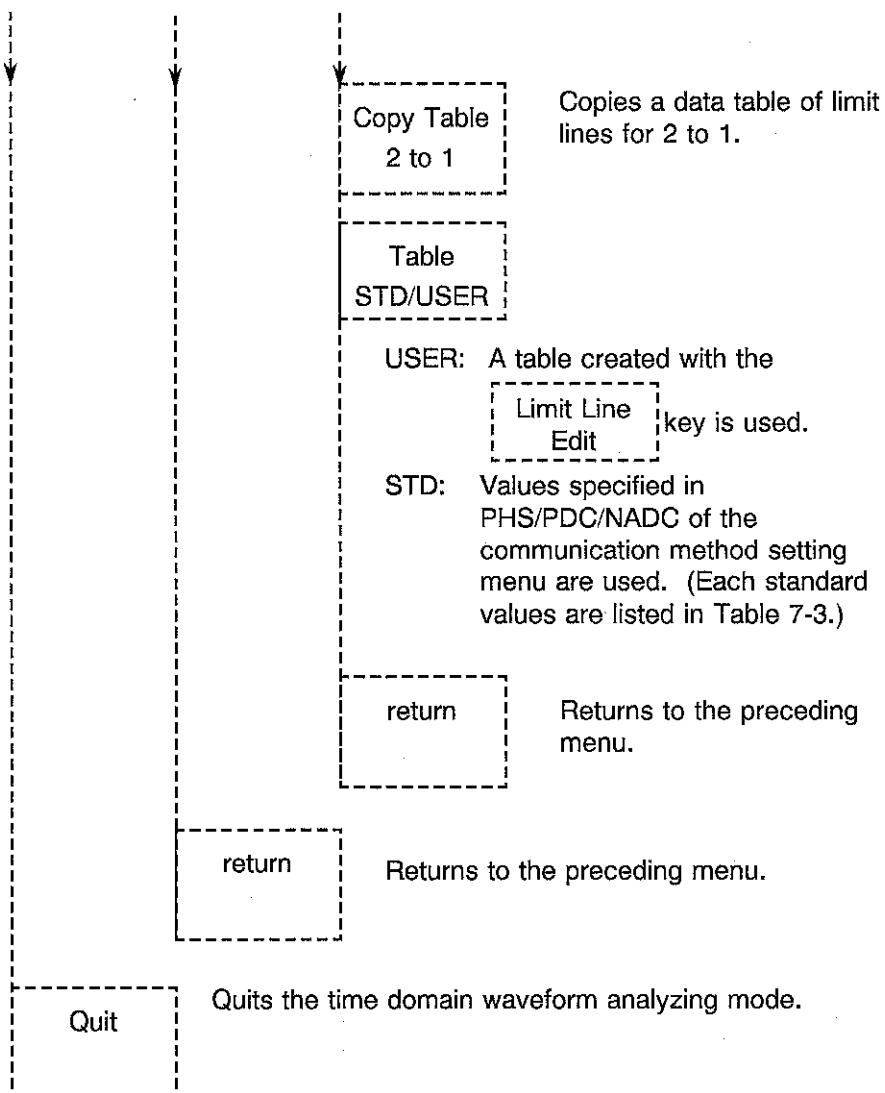 Copy Table
2 to 1
Copies a data table of limit
lines for 2 to 1.
Table
STD/USER
USER: A table created with the
Limit Line
Edit
key is used.
STD: Values specified in
PHS/PDC/NADC of the
communication method setting
menu are used. (Each standard
values are listed in Table 7-3.)
return
Returns to the preceding
menu.
return
Returns to the preceding menu.
Quit
Quits the time domain waveform analyzing mode.